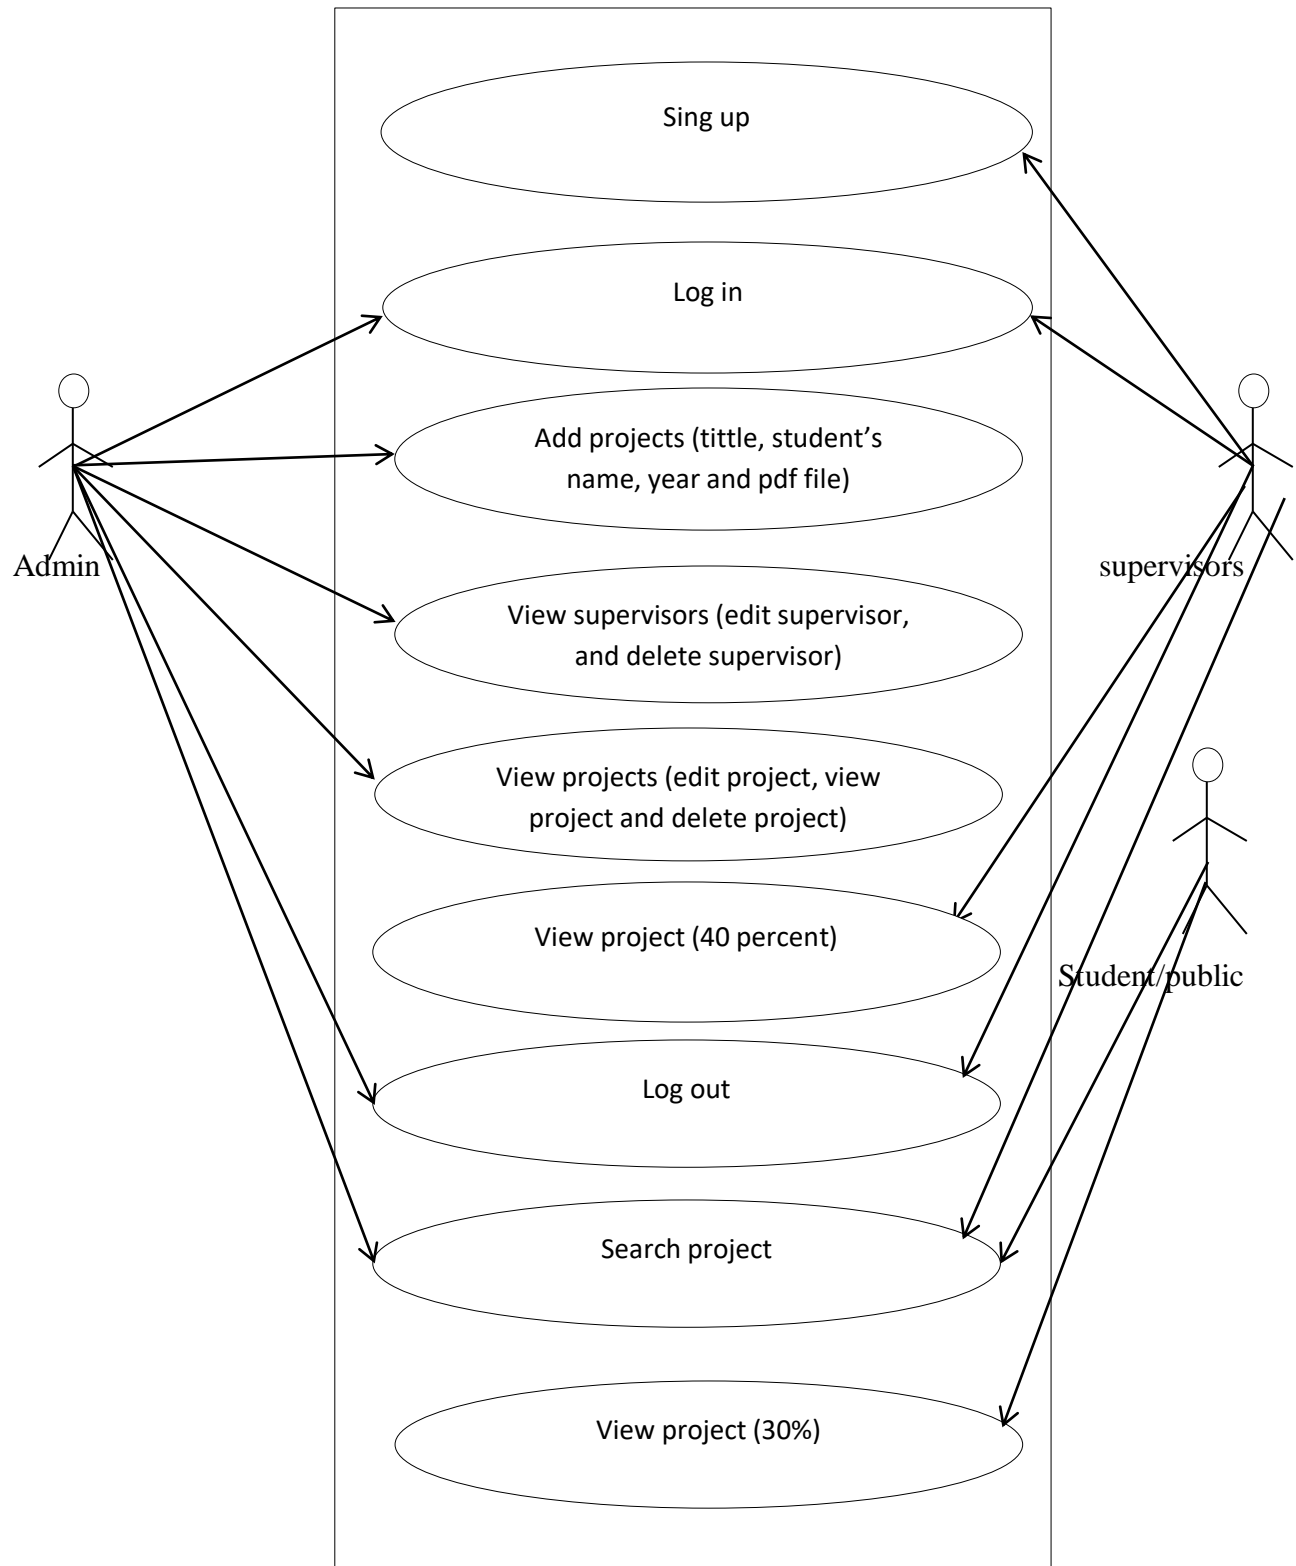 Sing up
Log in
Add projects (tittle, student’s
name, year and pdf file)
Admin
supervisors
View supervisors (edit supervisor,
and delete supervisor)
View projects (edit project, view
project and delete project)
View project (40 percent)
Student/public
Log out
Search project
View project (30%)